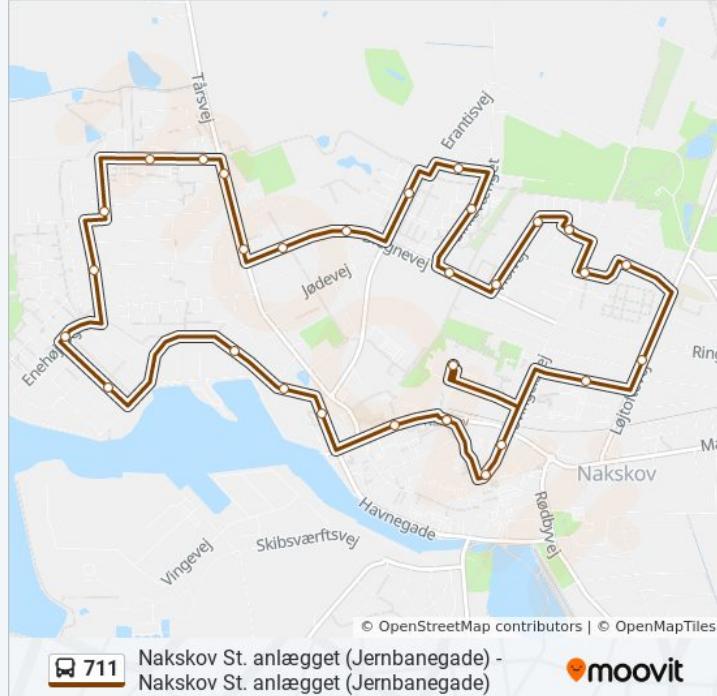 Tårsvej
Erantisvej
Jødevej
Enehøj
Ring
Løjtoftevej
Ma
Nakskov
Havnegade
Rødbyvej
Skibsværftsvej
Vingevej
© OpenStreetMap contributors | © OpenMapTiles
711
Nakskov St. anlægget (Jernbanegade) -
Nakskov St. anlægget (Jernbanegade)
moovit